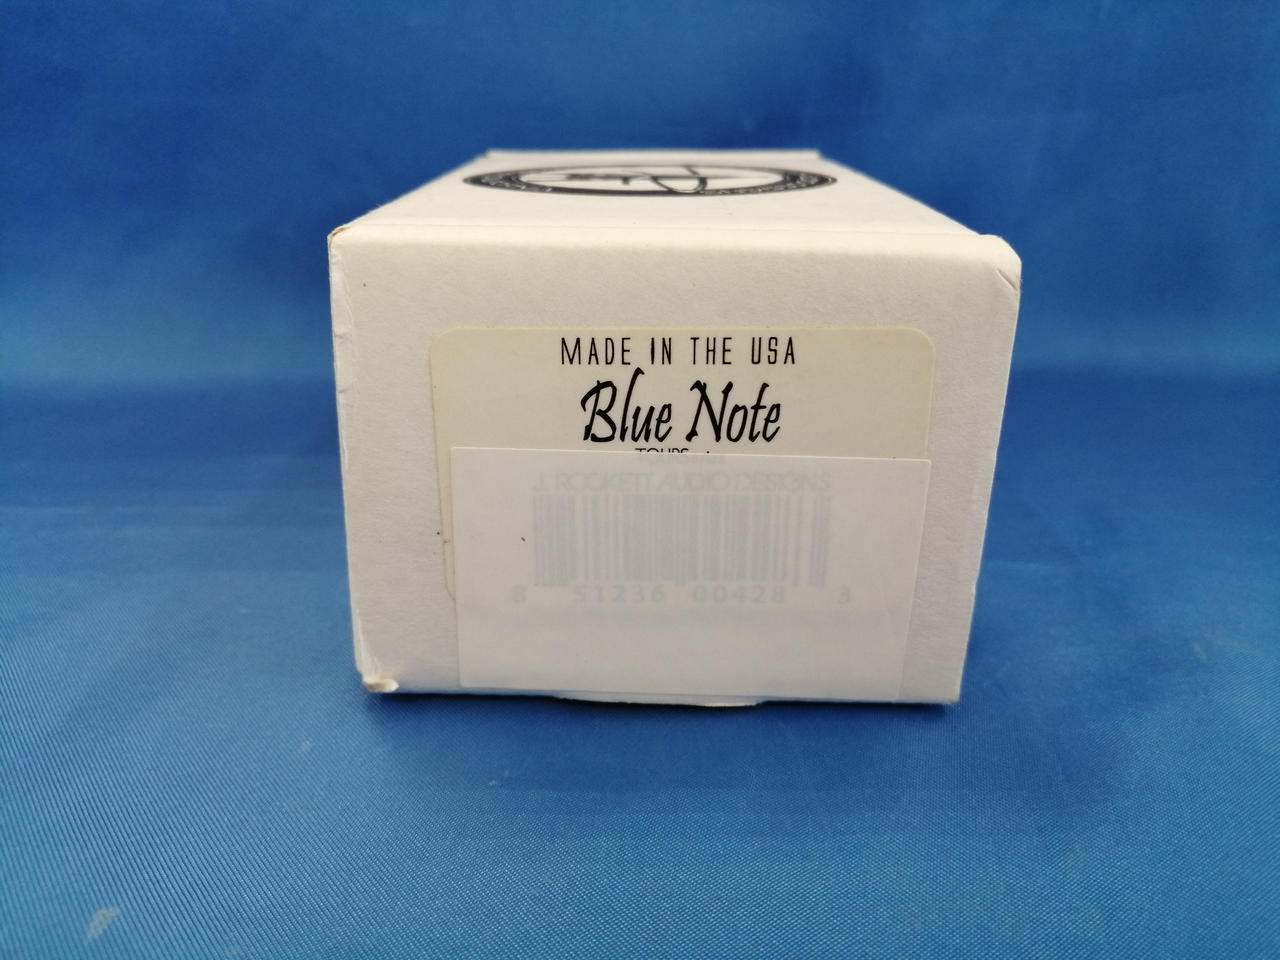 MADE IN THE USA
Blue Note
J. ROCKETT AUDIO DESIGNS
8 51236 00428 3